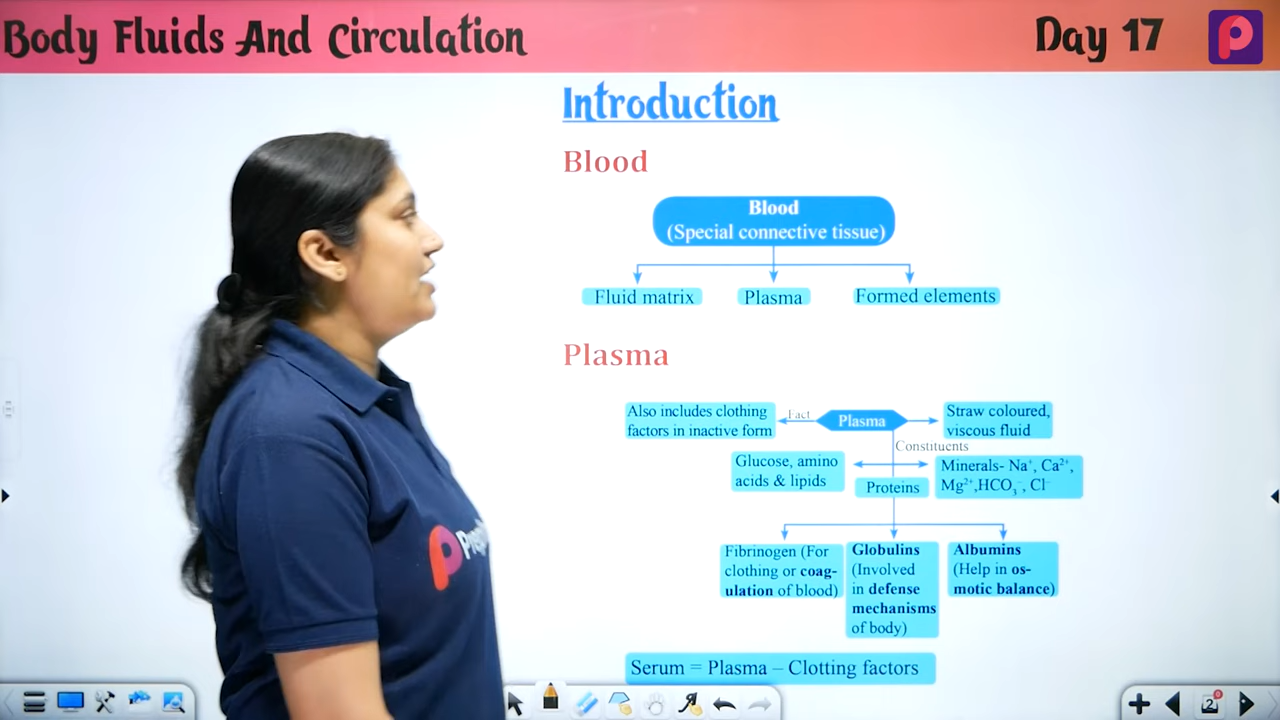 Body Fluids And Circulation
Day 17
Introduction
Blood
Blood
(Special connective tissue)
Fluid matrix
Plasma
Formed elements
Plasma
Also includes clothing
factors in inactive form
Fact
Plasma
Straw coloured,
viscous fluid
Constituents
Glucose, amino
acids & lipids
Proteins
Minerals- Na⁺, Ca²⁺,
Mg²⁺,HCO₃⁻, Cl⁻
Fibrinogen (For
clothing or coag-
ulation of blood)
Globulins
(Involved
in defense
mechanisms
of body)
Albumins
(Help in os-
motic balance)
Serum = Plasma – Clotting factors
2